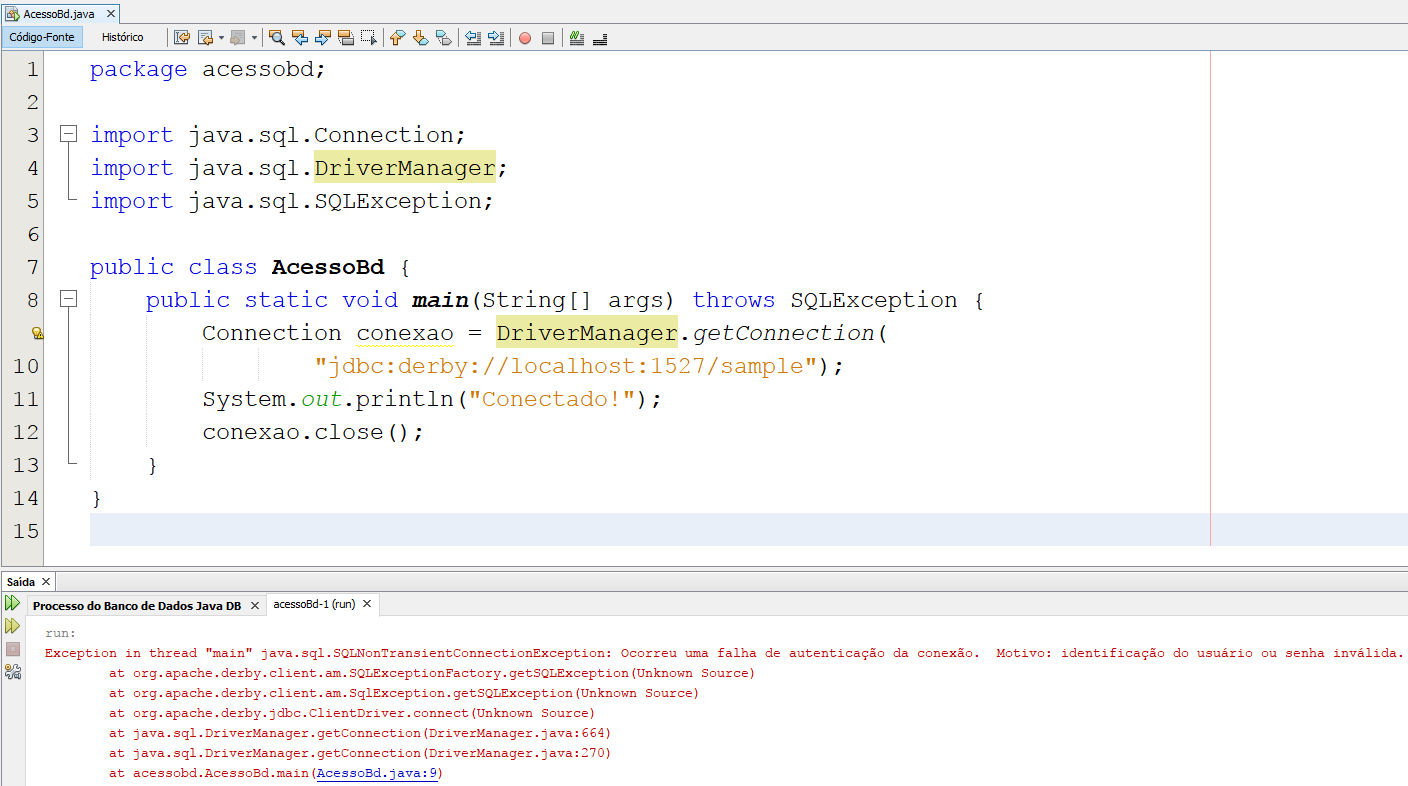 AcessoBd.java
Código-Fonte Histórico
1 package acessobd;
2
3 import java.sql.Connection;
4 import java.sql.DriverManager;
5 import java.sql.SQLException;
6
7 public class AcessoBd {
8 public static void main(String[] args) throws SQLException {
Connection conexao = DriverManager.getConnection(
10 "jdbc:derby://localhost:1527/sample");
11 System.out.println("Conectado!");
12 conexao.close();
13 }
14 }
15
Saída
Processo do Banco de Dados Java DB acessoBd-1 (run)
run:
Exception in thread "main" java.sql.SQLNonTransientConnectionException: Ocorreu uma falha de autenticação da conexão.  Motivo: identificação do usuário ou senha inválida.
at org.apache.derby.client.am.SQLExceptionFactory.getSQLException(Unknown Source)
at org.apache.derby.client.am.SqlException.getSQLException(Unknown Source)
at org.apache.derby.jdbc.ClientDriver.connect(Unknown Source)
at java.sql.DriverManager.getConnection(DriverManager.java:664)
at java.sql.DriverManager.getConnection(DriverManager.java:270)
at acessobd.AcessoBd.main(AcessoBd.java:9)